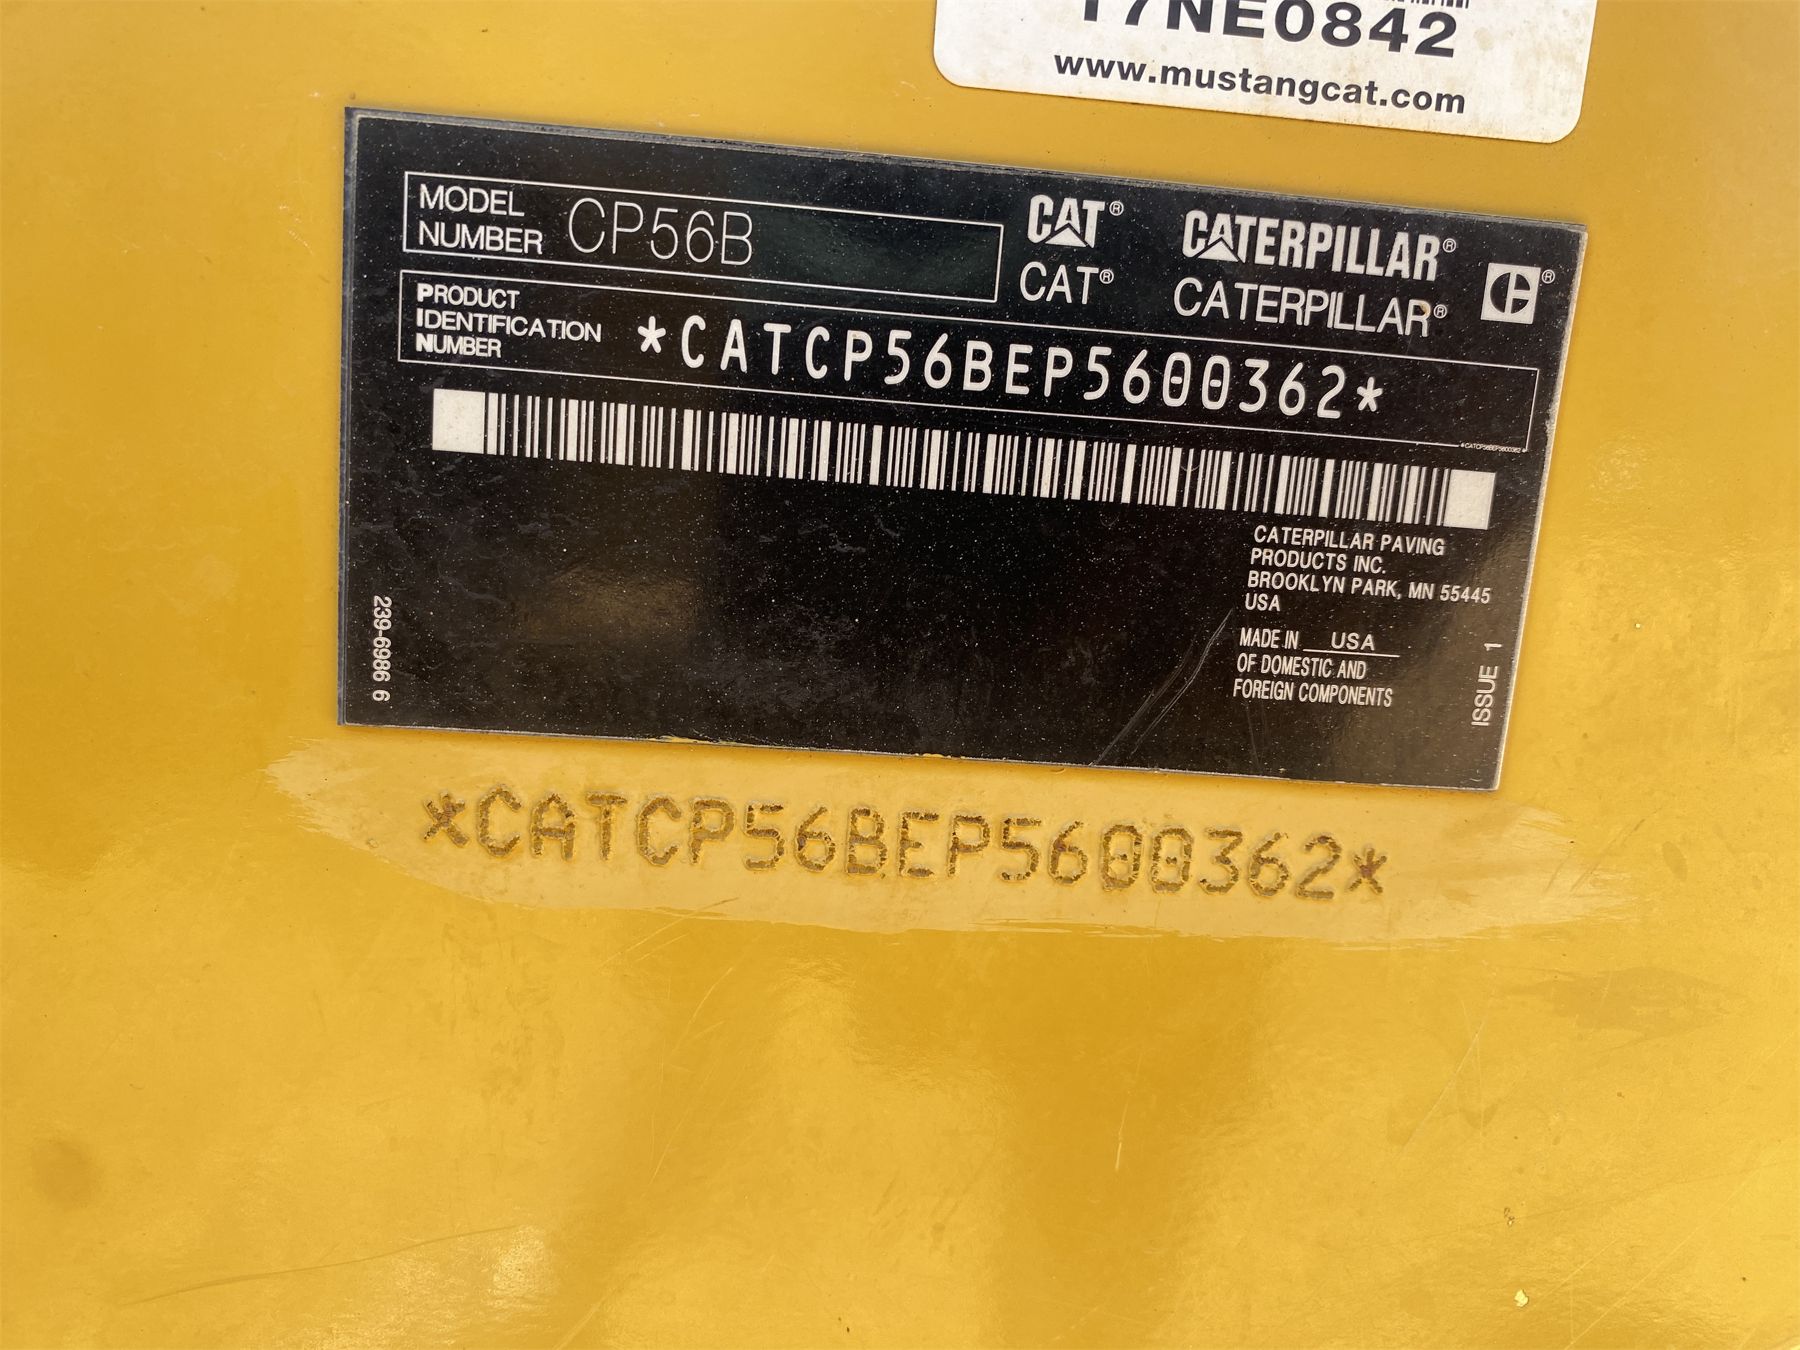 17NE0842
www.mustangcat.com
MODEL NUMBER CP56B
CAT® CATERPILLAR®
CAT® CATERPILLAR®
PRODUCT IDENTIFICATION NUMBER *CATCP56BEP5600362*
*CATCP56BEP5600362*
CATERPILLAR PAVING
PRODUCTS INC.
BROOKLYN PARK, MN 55445
USA
MADE IN USA
OF DOMESTIC AND
FOREIGN COMPONENTS
239-6986 6
ISSUE 1
*CATCP56BEP5600362*